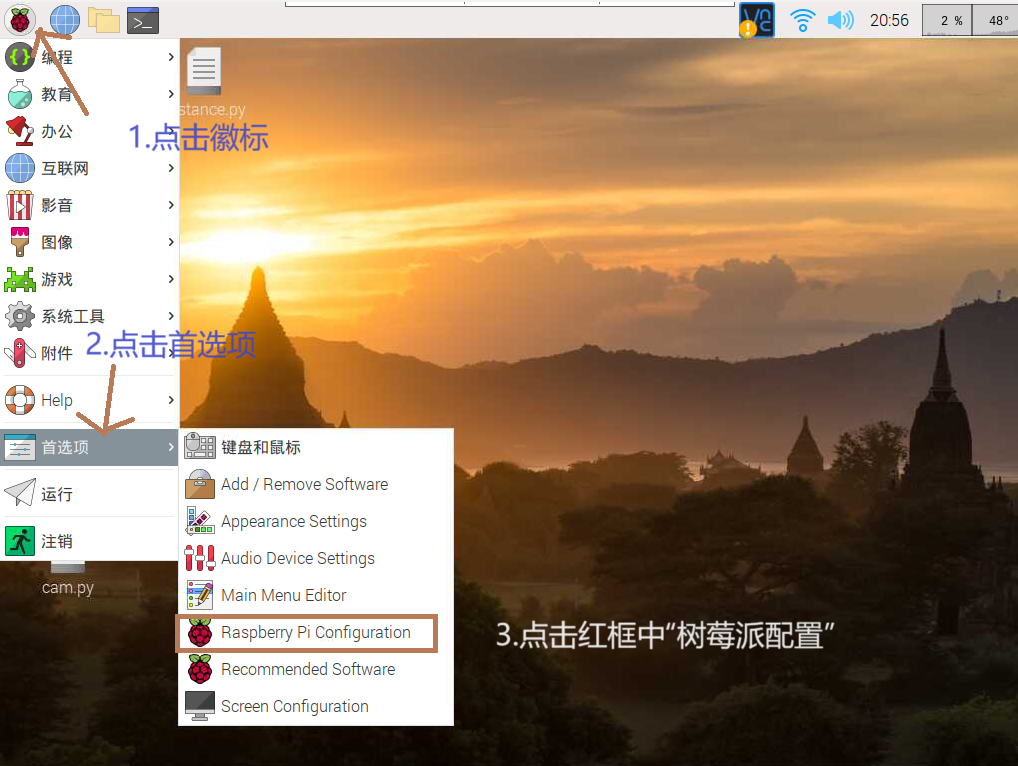 20:56
2 %
48°
编程
stance.py
教育
1.点击徽标
办公
互联网
影音
图像
游戏
系统工具
2.点击首选项
附件
Help
首选项
键盘和鼠标
Add / Remove Software
运行
Appearance Settings
注销
Audio Device Settings
cam.py
Main Menu Editor
Raspberry Pi Configuration
3.点击红框中“树莓派配置”
Recommended Software
Screen Configuration